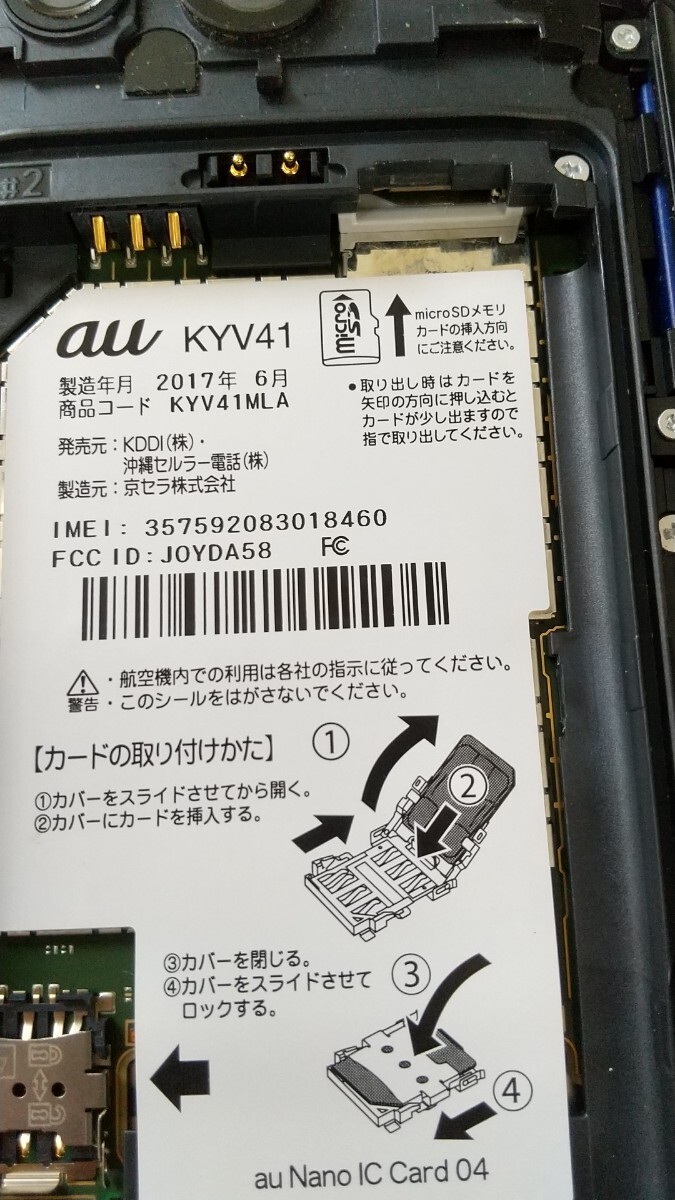 #2
au KYV41
製造年月 2017年 6月
商品コード KYV41MLA
発売元：KDDI(株)・
沖縄セルラー電話(株)
製造元：京セラ株式会社
micro SD
microSDメモリ
カードの挿入方向
にご注意ください。
●取り出し時はカードを
矢印の方向に押し込むと
カードが少し出ますので
指で取り出してください。
IMEI: 357592083018460
FCC ID:JOYDA58 FC
警告
・航空機内での利用は各社の指示に従ってください。
・このシールをはがさないでください。
【カードの取り付けかた】
①カバーをスライドさせてから開く。
②カバーにカードを挿入する。
①
②
③カバーを閉じる。
④カバーをスライドさせて
ロックする。
③
④
au Nano IC Card 04